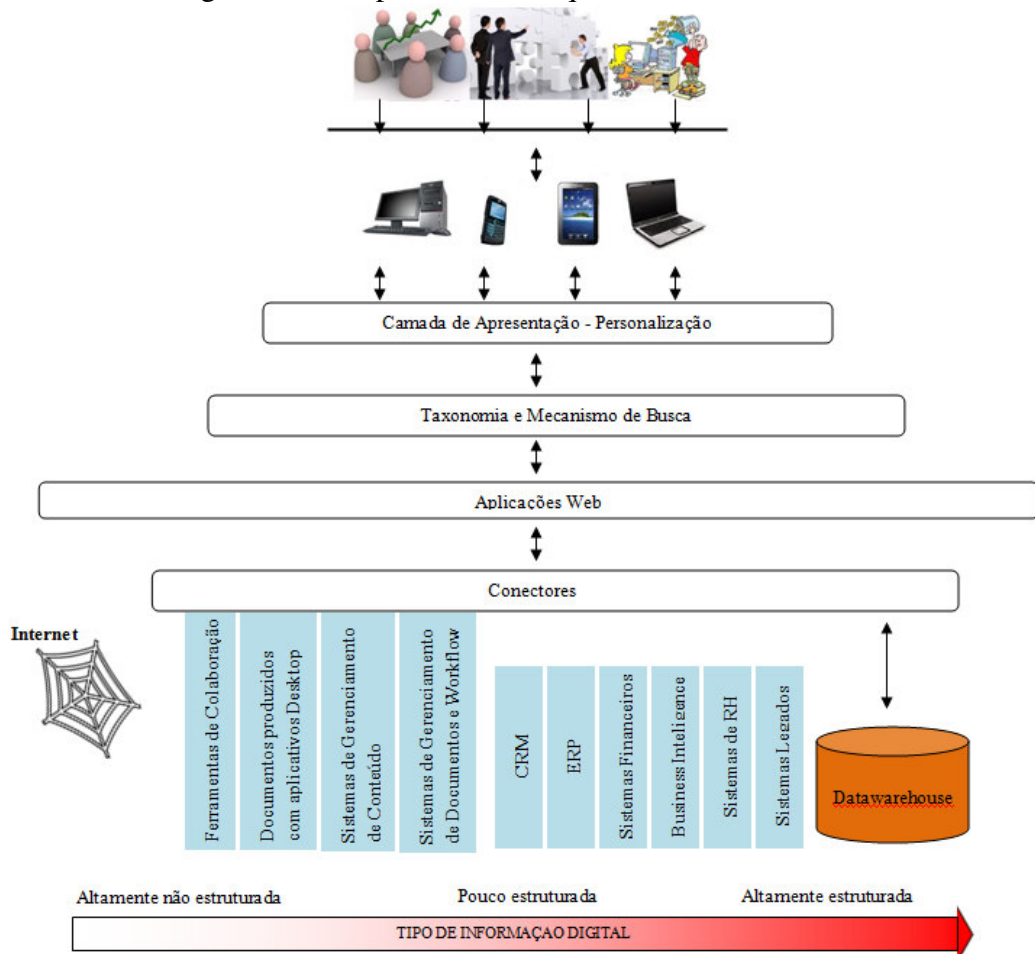 Camada de Apresentação - Personalização
Taxonomia e Mecanismo de Busca
Aplicações Web
Conectores
Internet
Ferramentas de Colaboração
Documentos produzidos
com aplicativos Desktop
Sistemas de Gerenciamento
de Conteúdo
Sistemas de Gerenciamento
de Documentos e Workflow
CRM
ERP
Sistemas Financeiros
Business Inteligence
Sistemas de RH
Sistemas Legados
Datawarehouse
Altamente não estruturada
Pouco estruturada
Altamente estruturada
TIPO DE INFORMAÇAO DIGITAL